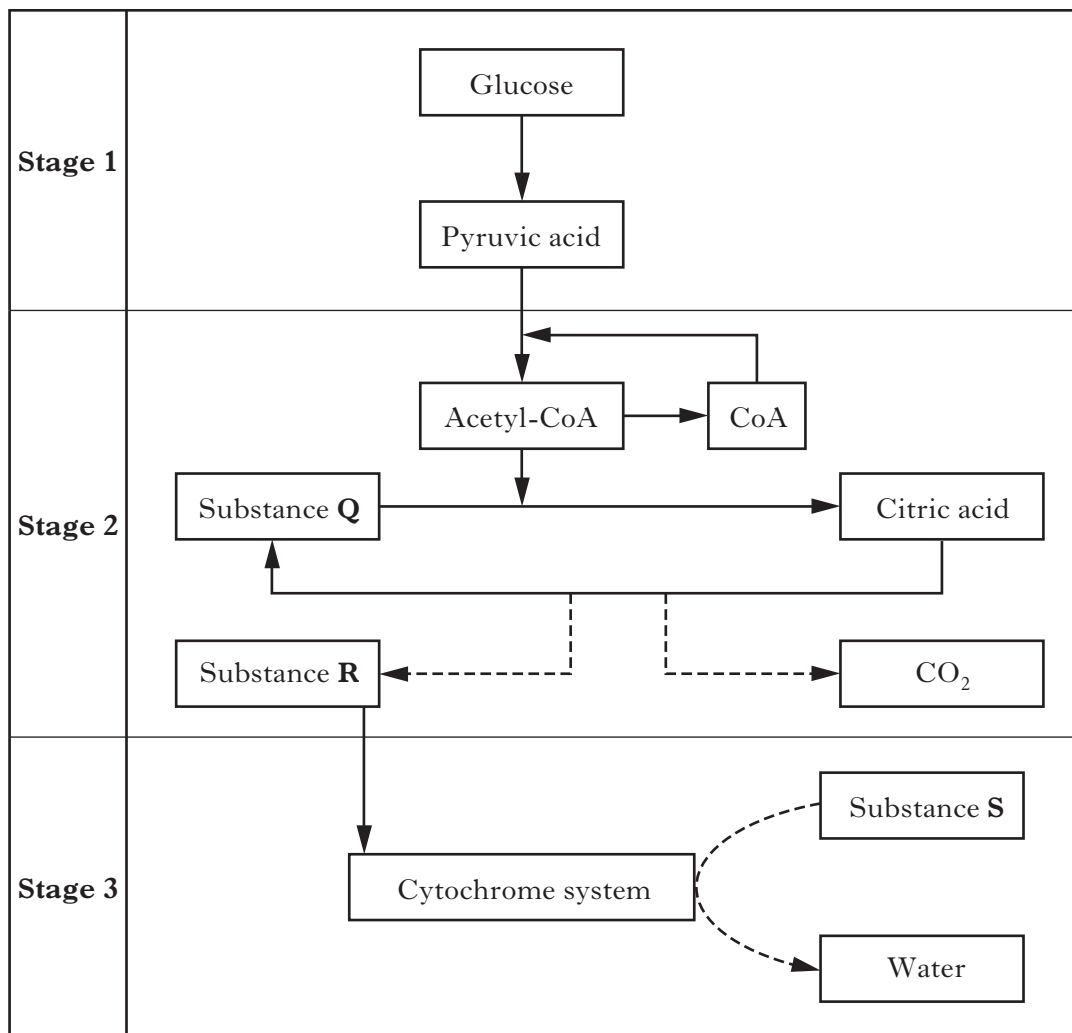 Stage 1
Glucose
Pyruvic acid
Stage 2
Acetyl-CoA
CoA
Substance Q
Citric acid
Substance R
CO₂
Stage 3
Substance S
Cytochrome system
Water